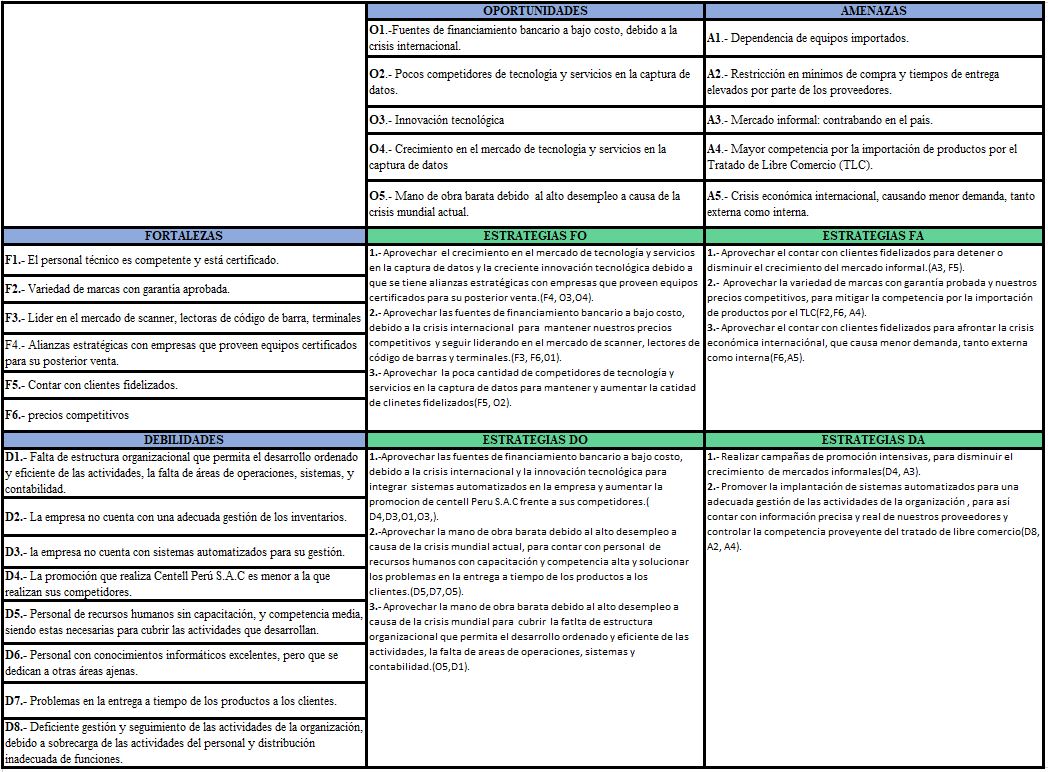 OPORTUNIDADES
AMENAZAS
O1.-Fuentes de financiamiento bancario a bajo costo, debido a la
crisis internacional.
A1.- Dependencia de equipos importados.
O2.- Pocos competidores de tecnología y servicios en la captura de
datos.
A2.- Restricción en mínimos de compra y tiempos de entrega
elevados por parte de los proveedores.
O3.- Innovación tecnológica
A3.- Mercado informal: contrabando en el país.
O4.- Crecimiento en el mercado de tecnologia y servicios en la
captura de datos
A4.- Mayor competencia por la importación de productos por el
Tratado de Libre Comercio (TLC).
O5.- Mano de obra barata debido al alto desempleo a causa de la
crisis mundial actual.
A5.- Crisis económica internacional, causando menor demanda, tanto
externa como interna.
FORTALEZAS
ESTRATEGIAS FO
ESTRATEGIAS FA
F1.- El personal técnico es competente y está certificado.
F2.- Variedad de marcas con garantía aprobada.
F3.- Lider en el mercado de scanner, lectoras de código de barra, terminales
F4.- Alianzas estratégicas con empresas que proveen equipos certificados
para su posterior venta.
F5.- Contar con clientes fidelizados.
F6.- precios competitivos
1.- Aprovechar el crecimiento en el mercado de tecnología y servicios
en la captura de datos y la creciente innovación tecnológica debido a
que se tiene alianzas estratégicas con empresas que proveen equipos
certificados para su posterior venta.(F4, O3,O4).
2.- Aprovechar las fuentes de financiamiento bancario a bajo costo,
debido a la crisis internacional para mantener nuestros precios
competitivos y seguir liderando en el mercado de scanner, lectores de
código de barras y terminales.(F3, F6,01).
3.- Aprovechar la poca cantidad de competidores de tecnología y
servicios en la captura de datos para mantener y aumentar la catidad
de clinetes fidelizados(F5, O2).
1.- Aprovechar el contar con clientes fidelizados para detener o
disminuir el crecimiento del mercado informal.(A3, F5).
2.- Aprovechar la variedad de marcas con garantía probada y nuestros
precios competitivos, para mitigar la competencia por la importación
de productos por el TLC(F2,F6, A4).
3.- Aprovechar el contar con clientes fidelizados para afrontar la crisis
económica internaciónal, que causa menor demanda, tanto externa
como interna(F6,A5).
DEBILIDADES
ESTRATEGIAS DO
ESTRATEGIAS DA
D1.- Falta de estructura organizacional que permita el desarrollo ordenado
y eficiente de las actividades, la falta de áreas de operaciones, sistemas, y
contabilidad.
D2.- La empresa no cuenta con una adecuada gestión de los inventarios.
D3.- la empresa no cuenta con sistemas automatizados para su gestión.
D4.- La promoción que realiza Centell Perú S.A.C es menor a la que
realizan sus competidores.
D5.- Personal de recursos humanos sin capacitación, y competencia media,
siendo estas necesarias para cubrir las actividades que desarrollan.
D6.- Personal con conocimientos informáticos excelentes, pero que se
dedican a otras áreas ajenas.
D7.- Problemas en la entrega a tiempo de los productos a los clientes.
D8.- Deficiente gestión y seguimiento de las actividades de la organización,
debido a sobrecarga de las actividades del personal y distribución
inadecuada de funciones.
1.-Aprovechar las fuentes de financiamiento bancario a bajo costo,
debido a la crisis internacional y la innovación tecnológica para
integrar sistemas automatizados en la empresa y aumentar la
promocion de centell Peru S.A.C frente a sus competidores.(
D4,D3,O1,O3,).
2.-Aprovechar la mano de obra barata debido al alto desempleo a
causa de la crisis mundial actual, para contar con personal de
recursos humanos con capacitación y competencia alta y solucionar
los problemas en la entrega a tiempo de los productos a los
clientes.(D5,D7,O5).
3.- Aprovechar la mano de obra barata debido al alto desempleo a
causa de la crisis mundial para cubrir la fatlta de estructura
organizacional que permita el desarrollo ordenado y eficiente de las
actividades, la falta de areas de operaciones, sistemas y
contabilidad.(O5,D1).
1.- Realizar campañas de promoción intensivas, para disminuir el
crecimiento de mercados informales(D4, A3).
2.- Promover la implantación de sistemas automatizados para una
adecuada gestión de las actividades de la organización , para así
contar con información precisa y real de nuestros proveedores y
controlar la competencia proveyente del tratado de libre comercio(D8,
A2, A4).